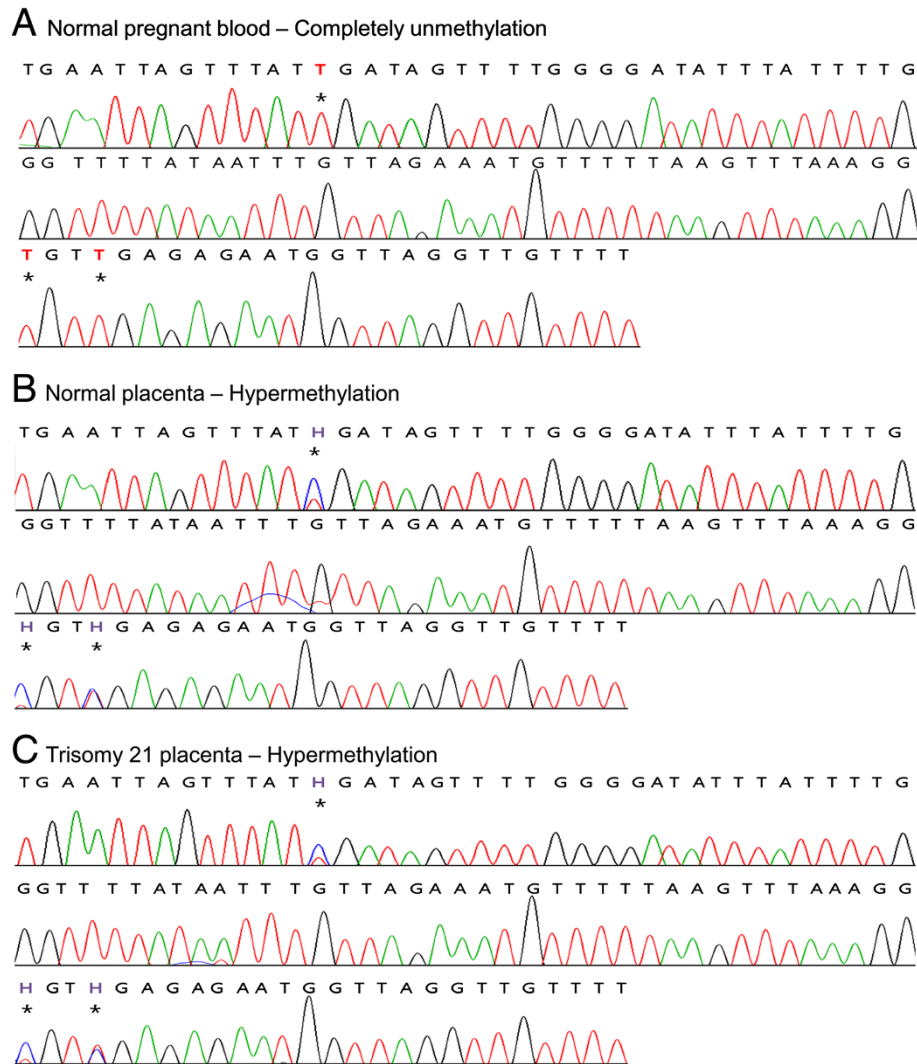 A Normal pregnant blood – Completely unmethylation
T G A A T T A G T T T A T T G A T A G T T T T G G G G A T A T T T A T T T T G
*
G G T T T T A T A A T T T G T T A G A A A T G T T T T T A A G T T T A A A G G
T G T T G A G A G A A T G G T T A G G T T G T T T T
* *
B Normal placenta – Hypermethylation
T G A A T T A G T T T A T H G A T A G T T T T G G G G A T A T T T A T T T T G
*
G G T T T T A T A A T T T G T T A G A A A T G T T T T T A A G T T T A A A G G
H G T H G A G A G A A T G G T T A G G T T G T T T T
* *
C Trisomy 21 placenta – Hypermethylation
T G A A T T A G T T T A T H G A T A G T T T T G G G G A T A T T T A T T T T G
*
G G T T T T A T A A T T T G T T A G A A A T G T T T T T A A G T T T A A A G G
H G T H G A G A G A A T G G T T A G G T T G T T T T
* *